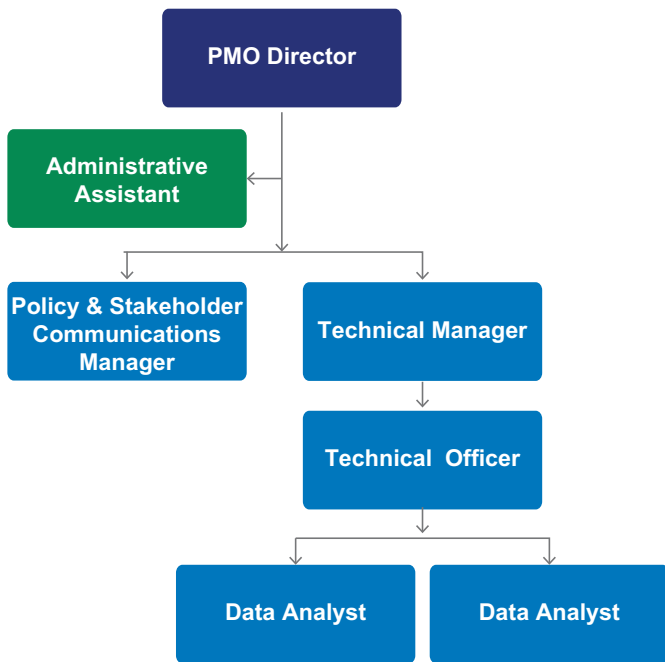 PMO Director
Administrative
Assistant
Policy & Stakeholder
Communications
Manager
Technical Manager
Technical Officer
Data Analyst
Data Analyst